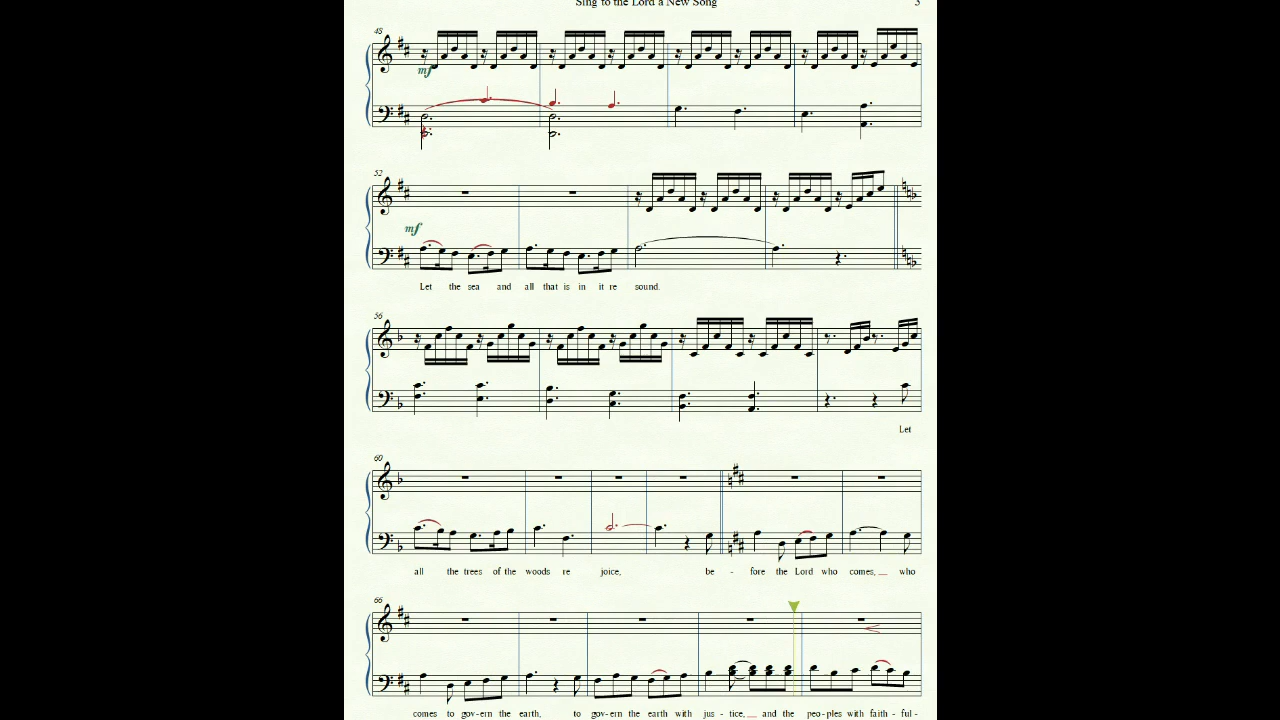 Sing to the Lord a New Song 3
48
mf
52
mf
Let the sea and all that is in it re sound.
56
Let
60
all the trees of the woods re joice, be - fore the Lord who comes, __ who
66
comes to gov-ern the earth, to gov-ern the earth with jus - tice, __ and the peo-ples with faith - ful-